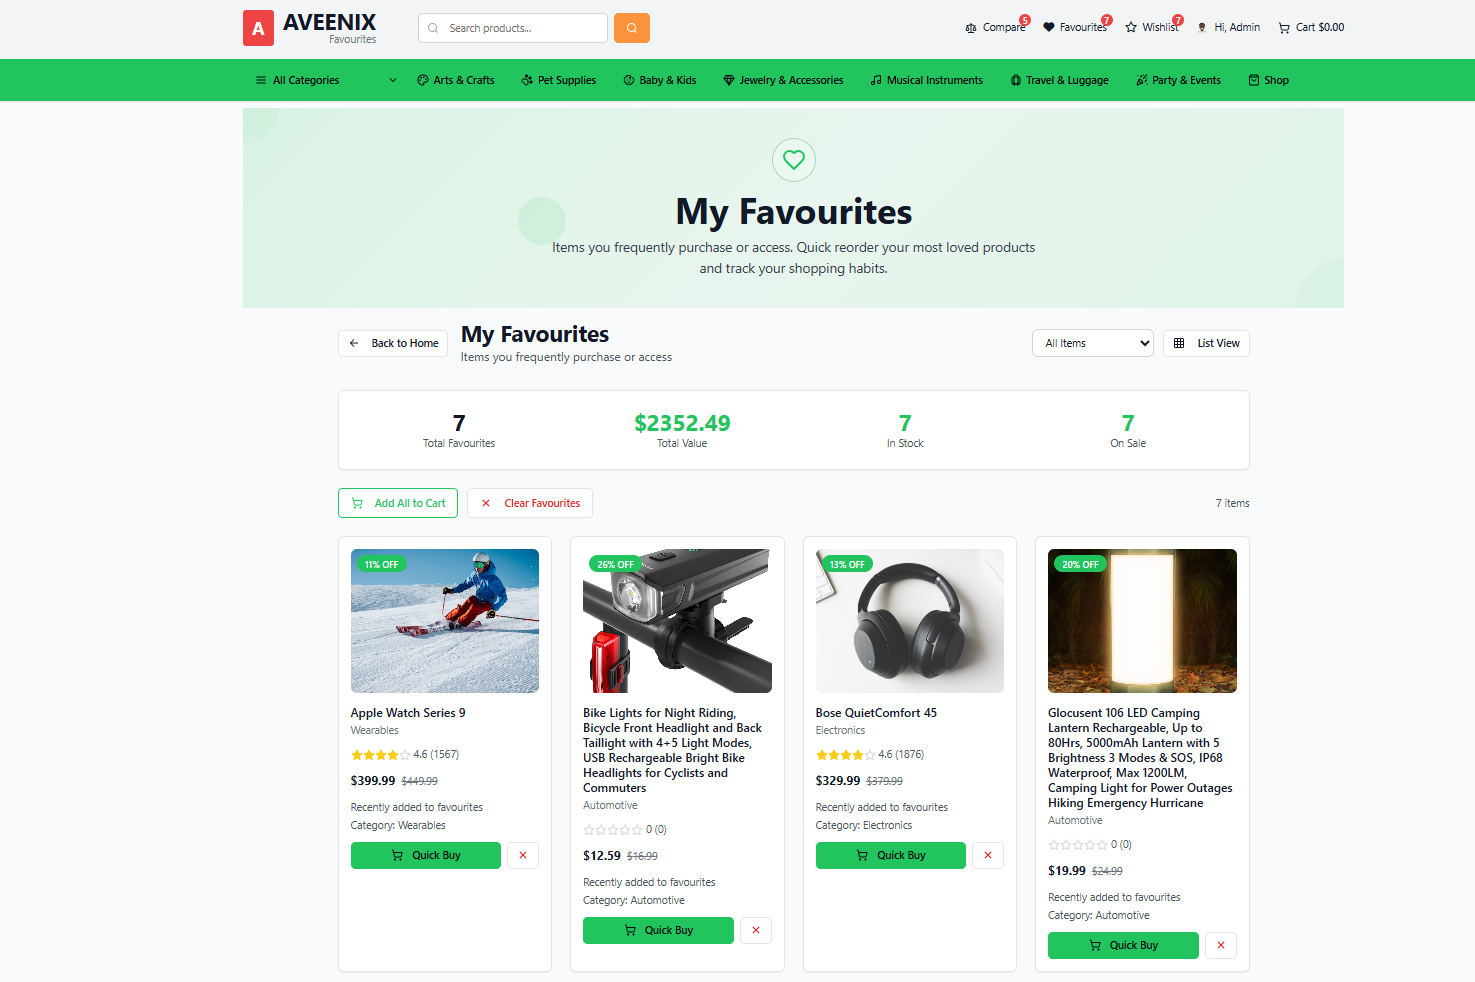 A
AVEENIX
Favourites
Search products...
Compare
5
Favourites
7
Wishlist
7
Hi, Admin
Cart $0.00
All Categories
Arts & Crafts
Pet Supplies
Baby & Kids
Jewelry & Accessories
Musical Instruments
Travel & Luggage
Party & Events
Shop
My Favourites
Items you frequently purchase or access. Quick reorder your most loved products
and track your shopping habits.
Back to Home
My Favourites
Items you frequently purchase or access
All Items
List View
7
Total Favourites
$2352.49
Total Value
7
In Stock
7
On Sale
Add All to Cart
Clear Favourites
7 items
11% OFF
Apple Watch Series 9
Wearables
4.6 (1567)
$399.99 $449.99
Recently added to favourites
Category: Wearables
Quick Buy
26% OFF
Bike Lights for Night Riding,
Bicycle Front Headlight and Back
Taillight with 4+5 Light Modes,
USB Rechargeable Bright Bike
Headlights for Cyclists and
Commuters
Automotive
0 (0)
$12.59 $16.99
Recently added to favourites
Category: Automotive
Quick Buy
13% OFF
Bose QuietComfort 45
Electronics
4.6 (1876)
$329.99 $379.99
Recently added to favourites
Category: Electronics
Quick Buy
20% OFF
Glocusent 106 LED Camping
Lantern Rechargeable, Up to
80Hrs, 5000mAh Lantern with 5
Brightness 3 Modes & SOS, IP68
Waterproof, Max 1200LM,
Camping Light for Power Outages
Hiking Emergency Hurricane
Automotive
0 (0)
$19.99 $24.99
Recently added to favourites
Category: Automotive
Quick Buy